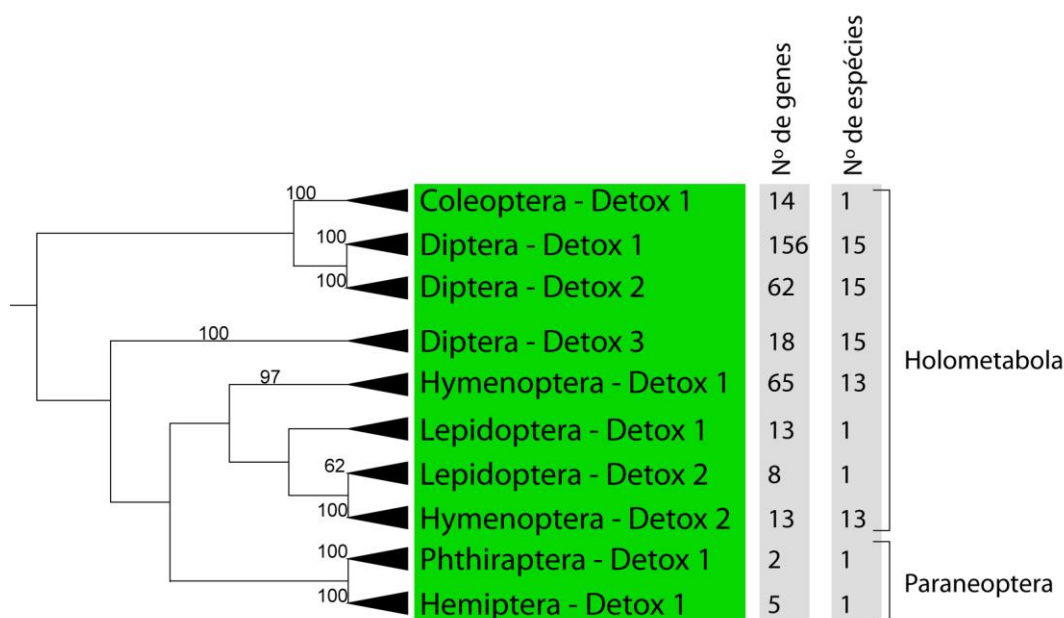 Nº de genes
Nº de espécies
100 Coleoptera - Detox 1 14 1
100 Diptera - Detox 1 156 15
100 Diptera - Detox 2 62 15
100 Diptera - Detox 3 18 15
97 Hymenoptera - Detox 1 65 13
Lepidoptera - Detox 1 13 1
62 Lepidoptera - Detox 2 8 1
100 Hymenoptera - Detox 2 13 13
Holometabola
100 Phthiraptera - Detox 1 2 1
100 Hemiptera - Detox 1 5 1
Paraneoptera